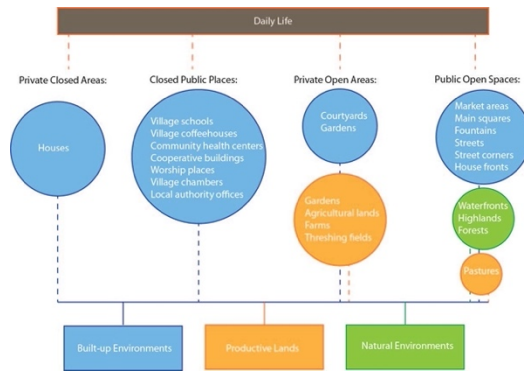 Daily Life
Private Closed Areas:
Closed Public Places:
Private Open Areas:
Public Open Spaces:
Houses
Village schools
Village coffeehouses
Community health centers
Cooperative buildings
Worship places
Village chambers
Local authority offices
Courtyards
Gardens
Gardens
Agricultural lands
Farms
Threshing fields
Market areas
Main squares
Fountains
Streets
Street corners
House fronts
Waterfronts
Highlands
Forests
Pastures
Built-up Environments
Productive Lands
Natural Environments